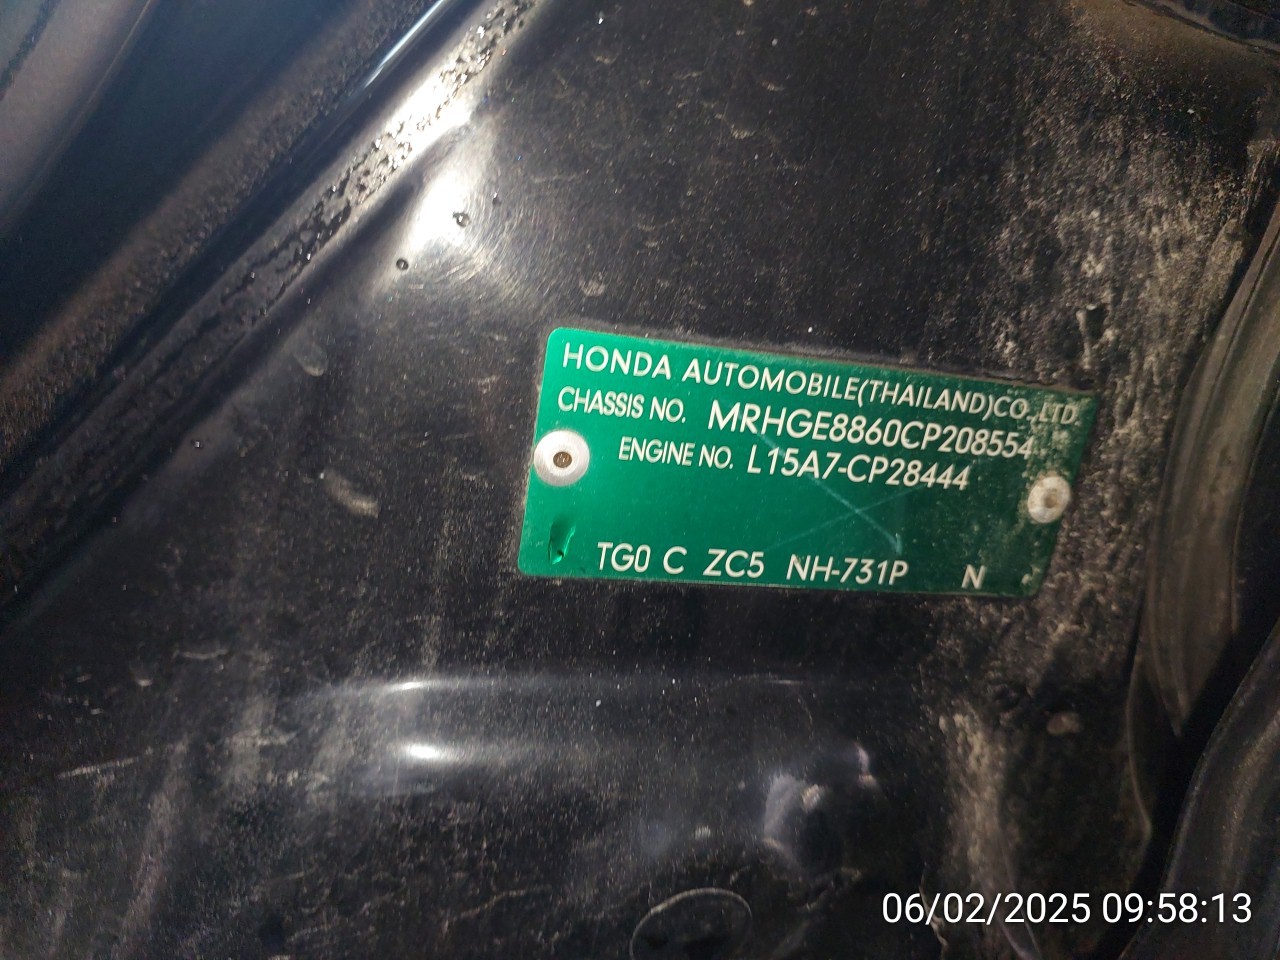 HONDA AUTOMOBILE(THAILAND)CO.,LTD.
CHASSIS NO. MRHGE8860CP208554
ENGINE NO. L15A7-CP28444
TG0 C ZC5 NH-731P N
06/02/2025 09:58:13